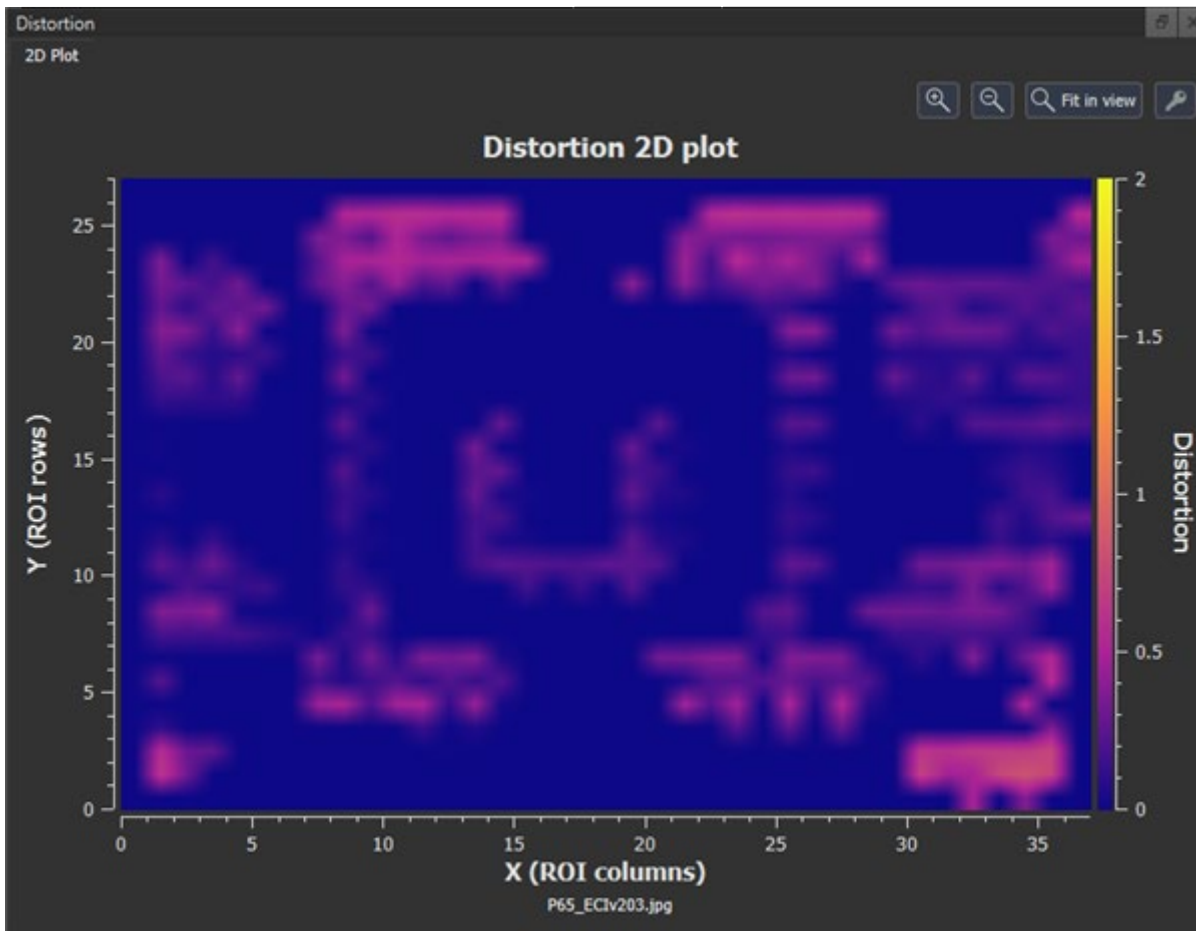 Distortion
2D Plot
Fit in view
Distortion 2D plot
25
20
15
10
5
0
Y (ROI rows)
0 5 10 15 20 25 30 35
X (ROI columns)
P65_ECIv203.jpg
2
1.5
1
0.5
0
Distortion